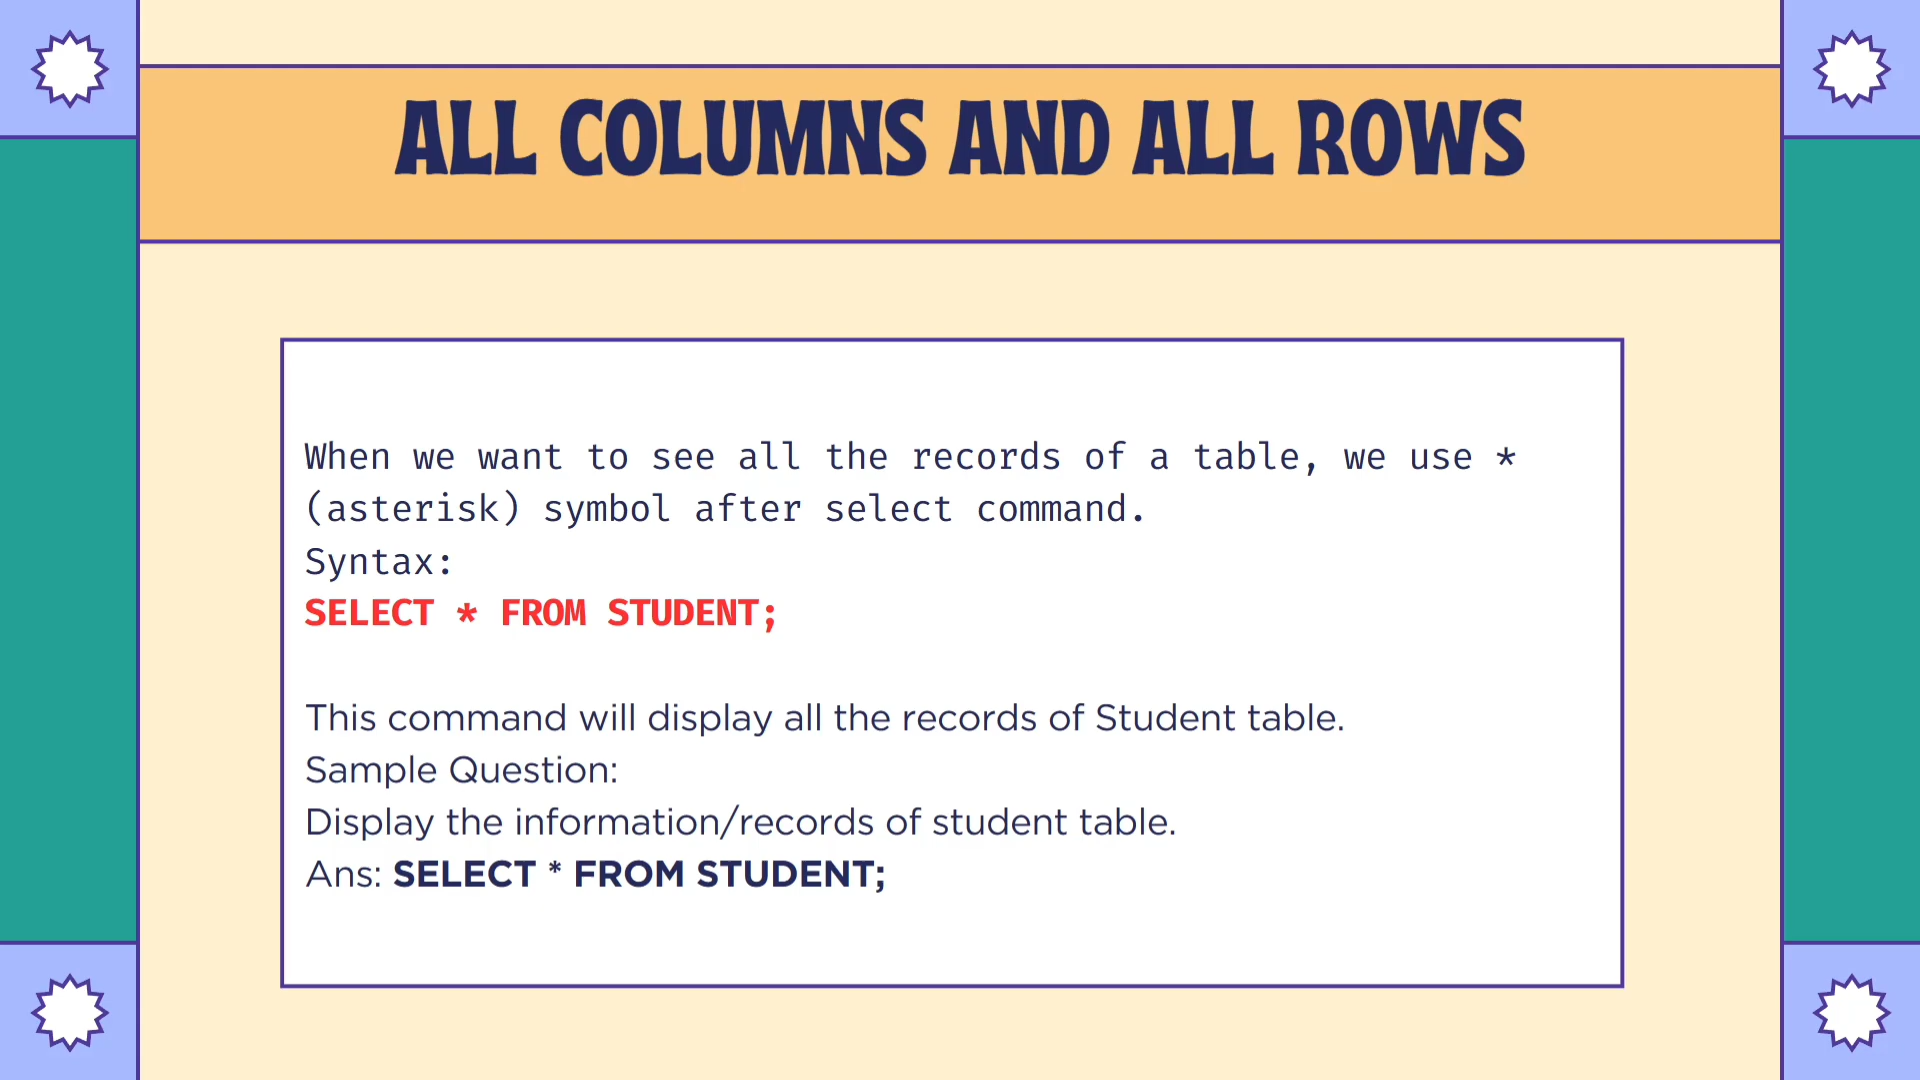 ALL COLUMNS AND ALL ROWS
When we want to see all the records of a table, we use *
(asterisk) symbol after select command.
Syntax:
SELECT * FROM STUDENT;
This command will display all the records of Student table.
Sample Question:
Display the information/records of student table.
Ans: SELECT * FROM STUDENT;